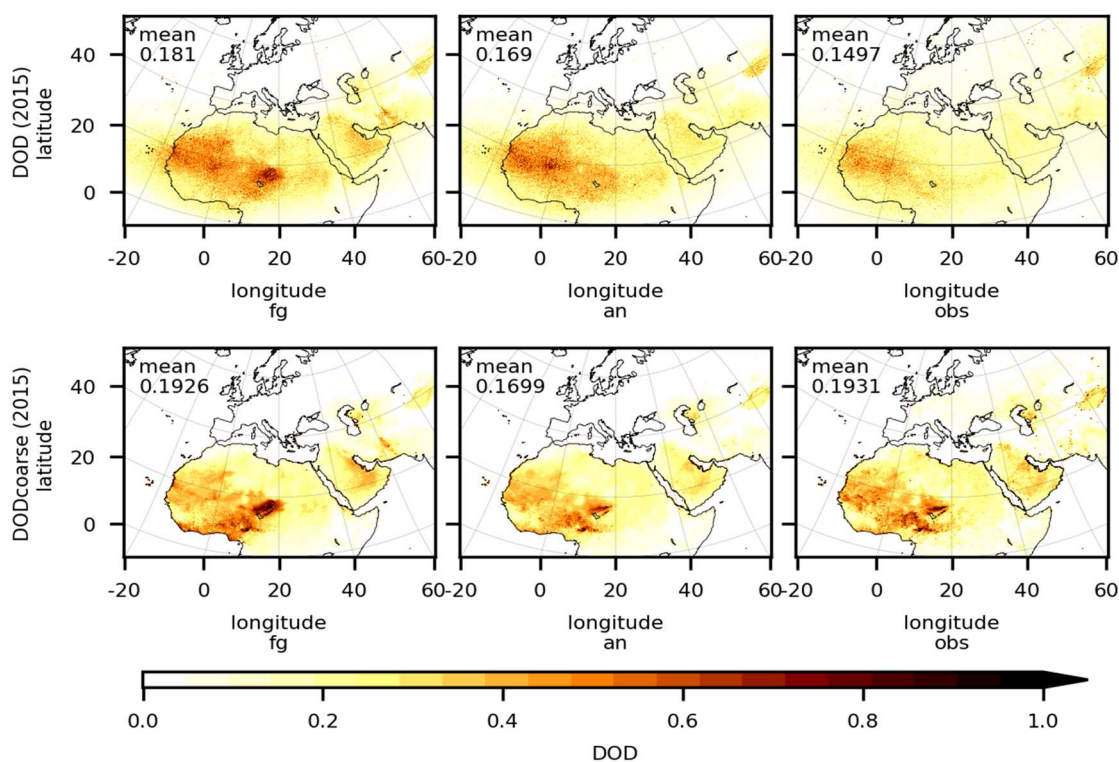 mean
0.181
mean
0.169
mean
0.1497
DOD (2015)
latitude
40
20
0
-20 0 20 40 60
-20 0 20 40 60
-20 0 20 40 60
longitude
fg
longitude
an
longitude
obs
mean
0.1926
mean
0.1699
mean
0.1931
DODcoarse (2015)
latitude
40
20
0
-20 0 20 40 60
-20 0 20 40 60
-20 0 20 40 60
longitude
fg
longitude
an
longitude
obs
0.0 0.2 0.4 0.6 0.8 1.0
DOD